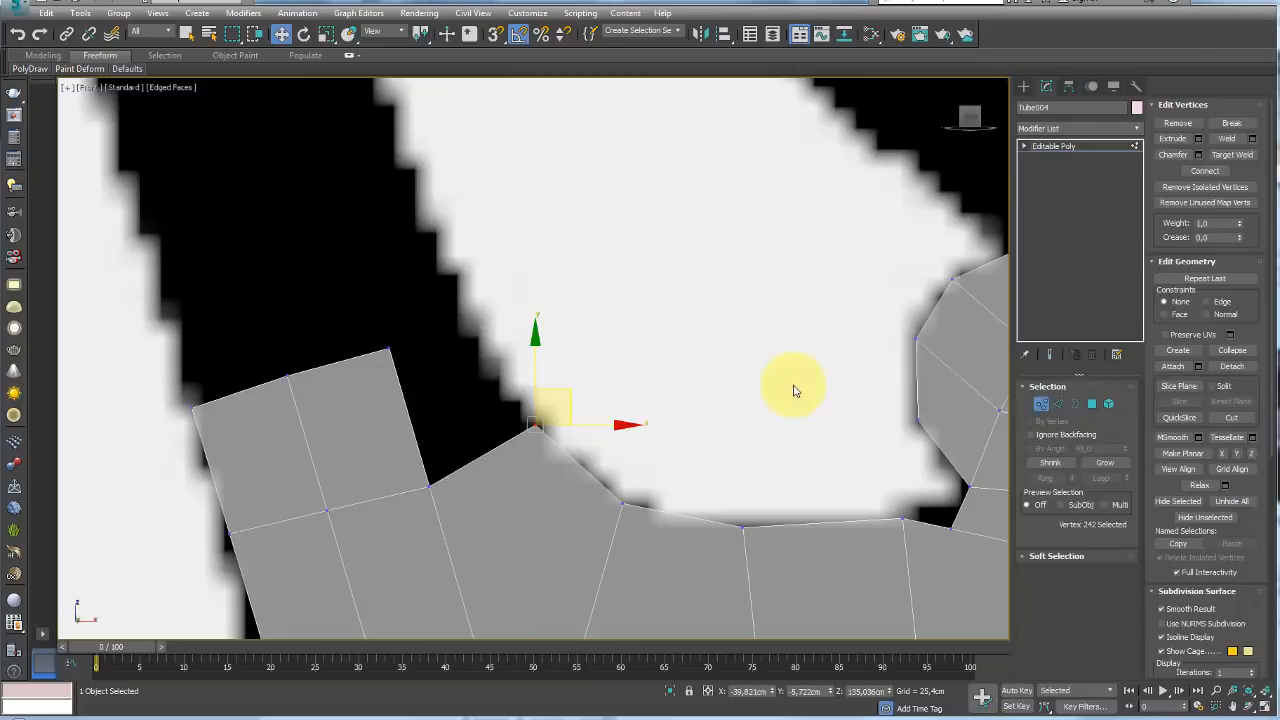 Edit Tools Group Views Create Modifiers Animation Graph Editors Rendering Civil View Customize Scripting Content Help
All View Create Selection Se
Modeling Freeform Selection Object Paint Populate
PolyDraw Paint Deform Defaults
[+] [Front] [Standard] [Edged Faces]
Tube004
Modifier List
Editable Poly
Selection
By Vertex
Ignore Backfacing
By Angle:
Shrink Grow
Ring Loop
Preview Selection
Off SubObj Multi
Vertex 242 Selected
Soft Selection
Edit Vertices
Remove Break
Extrude Weld
Chamfer Target Weld
Connect
Remove Isolated Vertices
Remove Unused Map Verts
Weight: 1,0
Crease: 0,0
Edit Geometry
Repeat Last
Constraints
None Edge
Face Normal
Preserve UVs
Create Collapse
Attach Detach
Slice Plane Split
Slice Reset Plane
QuickSlice Cut
MSmooth Tessellate
Make Planar X Y Z
View Align Grid Align
Relax
Hide Selected Unhide All
Hide Unselected
Named Selections:
Copy Paste
Delete Isolated Vertices
Full Interactivity
Subdivision Surface
Smooth Result
Use NURMS Subdivision
Isoline Display
Show Cage......
Display
Iterations: 1
0 / 100
0 5 10 15 20 25 30 35 40 45 50 55 60 65 70 75 80 85 90 95 100
1 Object Selected X: -39,821cm Y: -5,722cm Z: 135,036cm Grid = 25,4cm
Add Time Tag
Auto Key Selected
Set Key Key Filters... 0